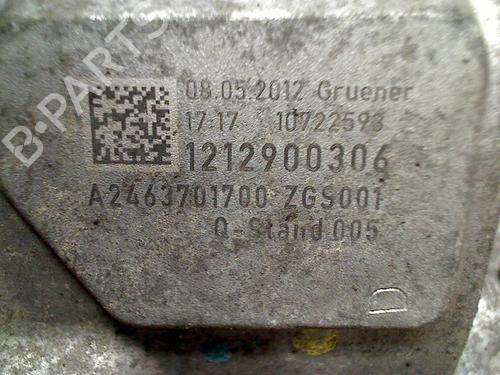 B-PARTS
08.05.2012 Gruener
17:17 10722593
1212900306
A2463701700 ZGS001
Q-Stand 005
D